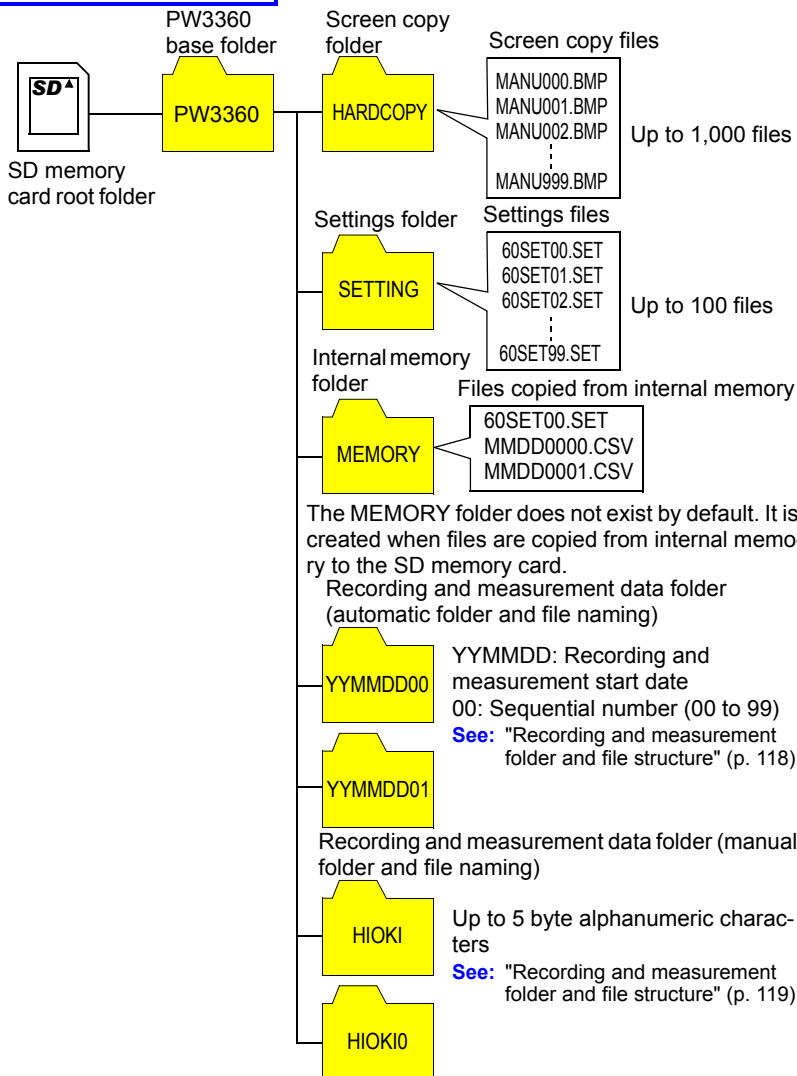 PW3360
base folder
Screen copy
folder
Screen copy files
SD
PW3360
HARDCOPY
MANU000.BMP
MANU001.BMP
MANU002.BMP
MANU999.BMP
Up to 1,000 files
SD memory
card root folder
Settings folder
Settings files
SETTING
60SET00.SET
60SET01.SET
60SET02.SET
60SET99.SET
Up to 100 files
Internal memory
folder
Files copied from internal memory
MEMORY
60SET00.SET
MMDD0000.CSV
MMDD0001.CSV
The MEMORY folder does not exist by default. It is
created when files are copied from internal memo-
ry to the SD memory card.
Recording and measurement data folder
(automatic folder and file naming)
YYMMDD00
YYMMDD: Recording and
measurement start date
00: Sequential number (00 to 99)
See: "Recording and measurement
folder and file structure" (p. 118)
YYMMDD01
Recording and measurement data folder (manual
folder and file naming)
HIOKI
Up to 5 byte alphanumeric charac-
ters
See: "Recording and measurement
folder and file structure" (p. 119)
HIOKI0